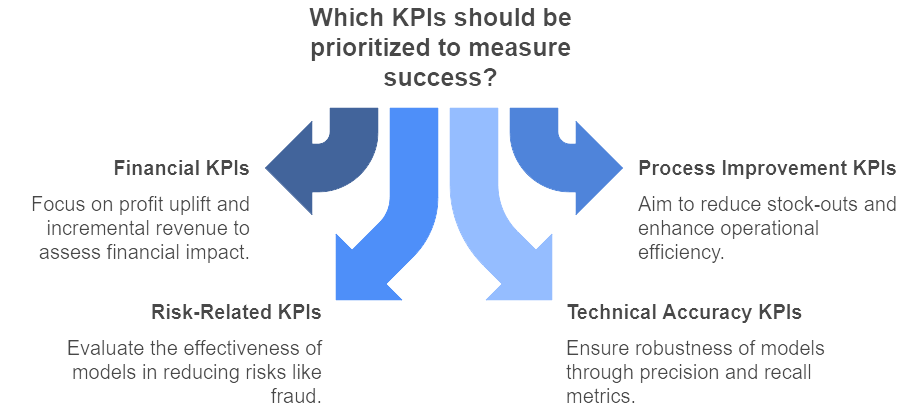 Which KPIs should be
prioritized to measure
success?
Financial KPIs
Focus on profit uplift and
incremental revenue to
assess financial impact.
Process Improvement KPIs
Aim to reduce stock-outs and
enhance operational
efficiency.
Risk-Related KPIs
Evaluate the effectiveness of
models in reducing risks like
fraud.
Technical Accuracy KPIs
Ensure robustness of models
through precision and recall
metrics.